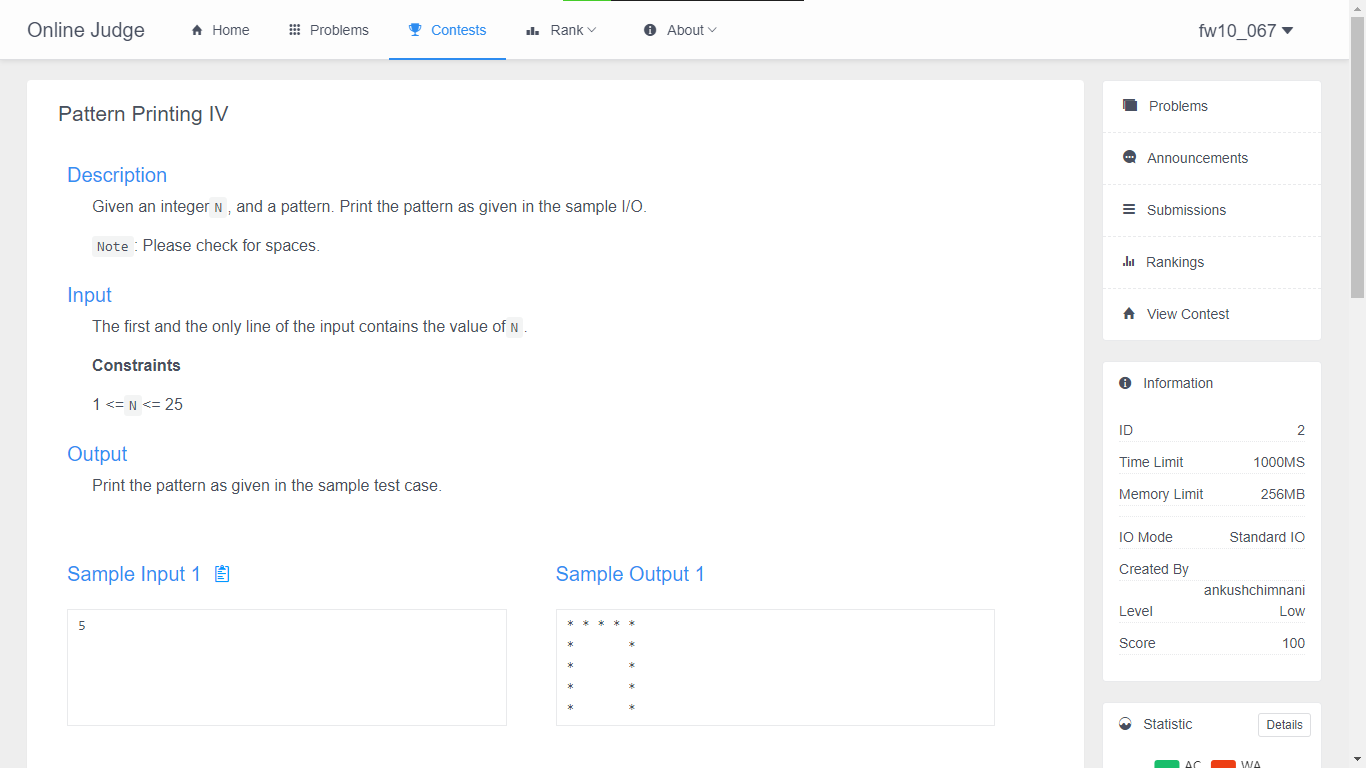 Online Judge Home Problems Contests Rank About fw10_067
Pattern Printing IV
Description
Given an integer N , and a pattern. Print the pattern as given in the sample I/O.
Note : Please check for spaces.
Input
The first and the only line of the input contains the value of N .
Constraints
1 <= N <= 25
Output
Print the pattern as given in the sample test case.
Sample Input 1
5
Sample Output 1
* * * * *
*       *
*       *
*       *
*       *
Problems
Announcements
Submissions
Rankings
View Contest
Information
ID 2
Time Limit 1000MS
Memory Limit 256MB
IO Mode Standard IO
Created By
ankushchimnani
Level Low
Score 100
Statistic Details
AC WA